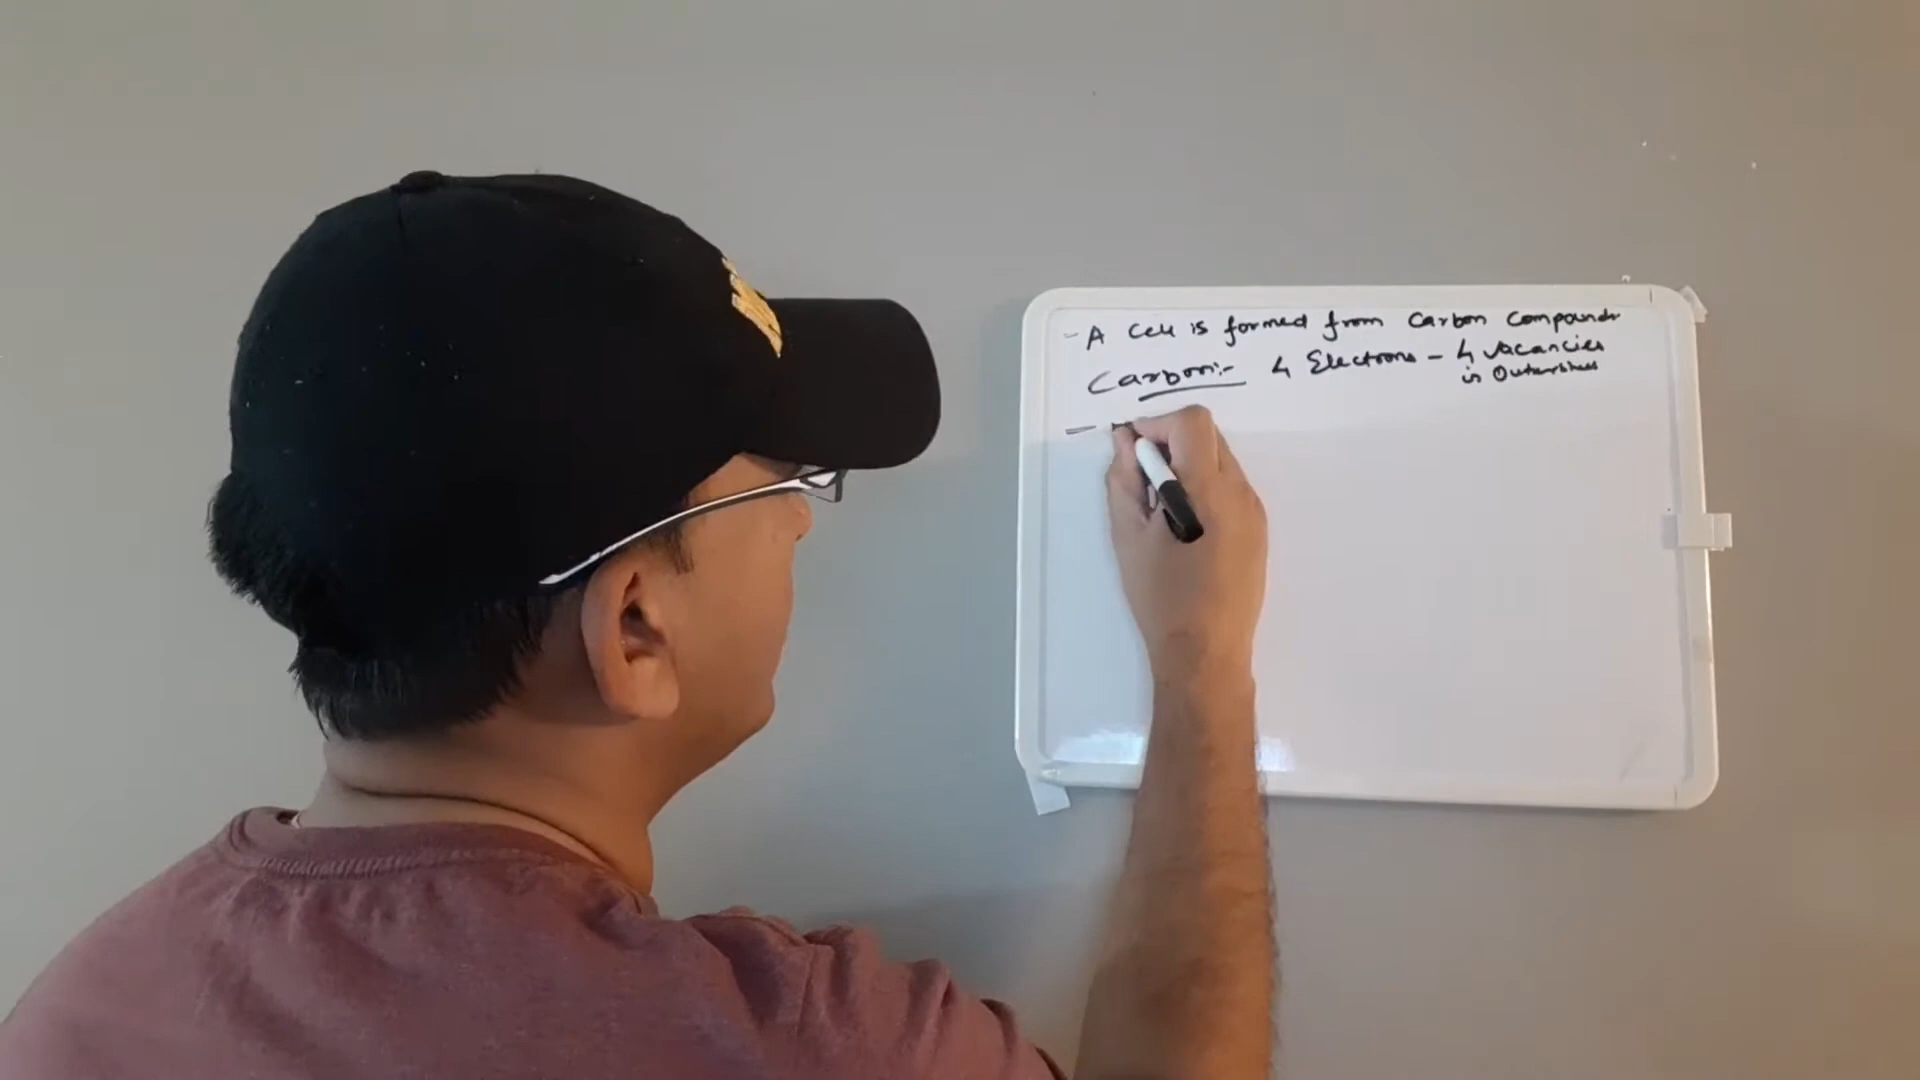 - A Cell is formed from Carbon Compounds
Carbon:- 4 Electrons - 4 vacancies
in Outershell
-